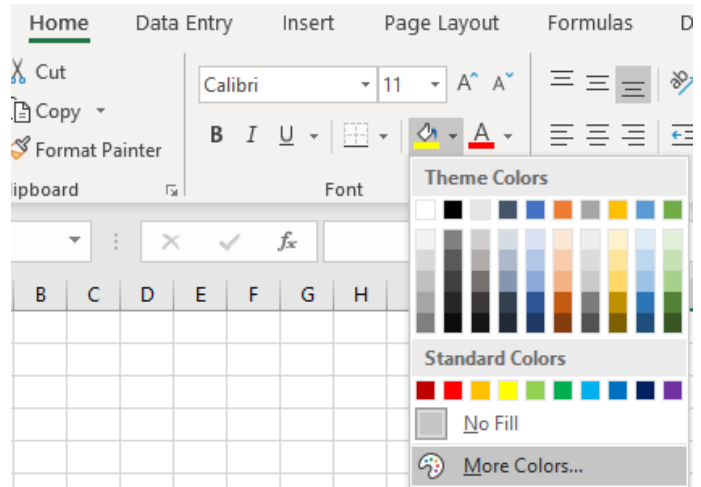 Home Data Entry Insert Page Layout Formulas D
Cut
Calibri 11 A A
Copy
B I U A
Format Painter
ipboard Font
Theme Colors
fx
B C D E F G H
Standard Colors
No Fill
More Colors...